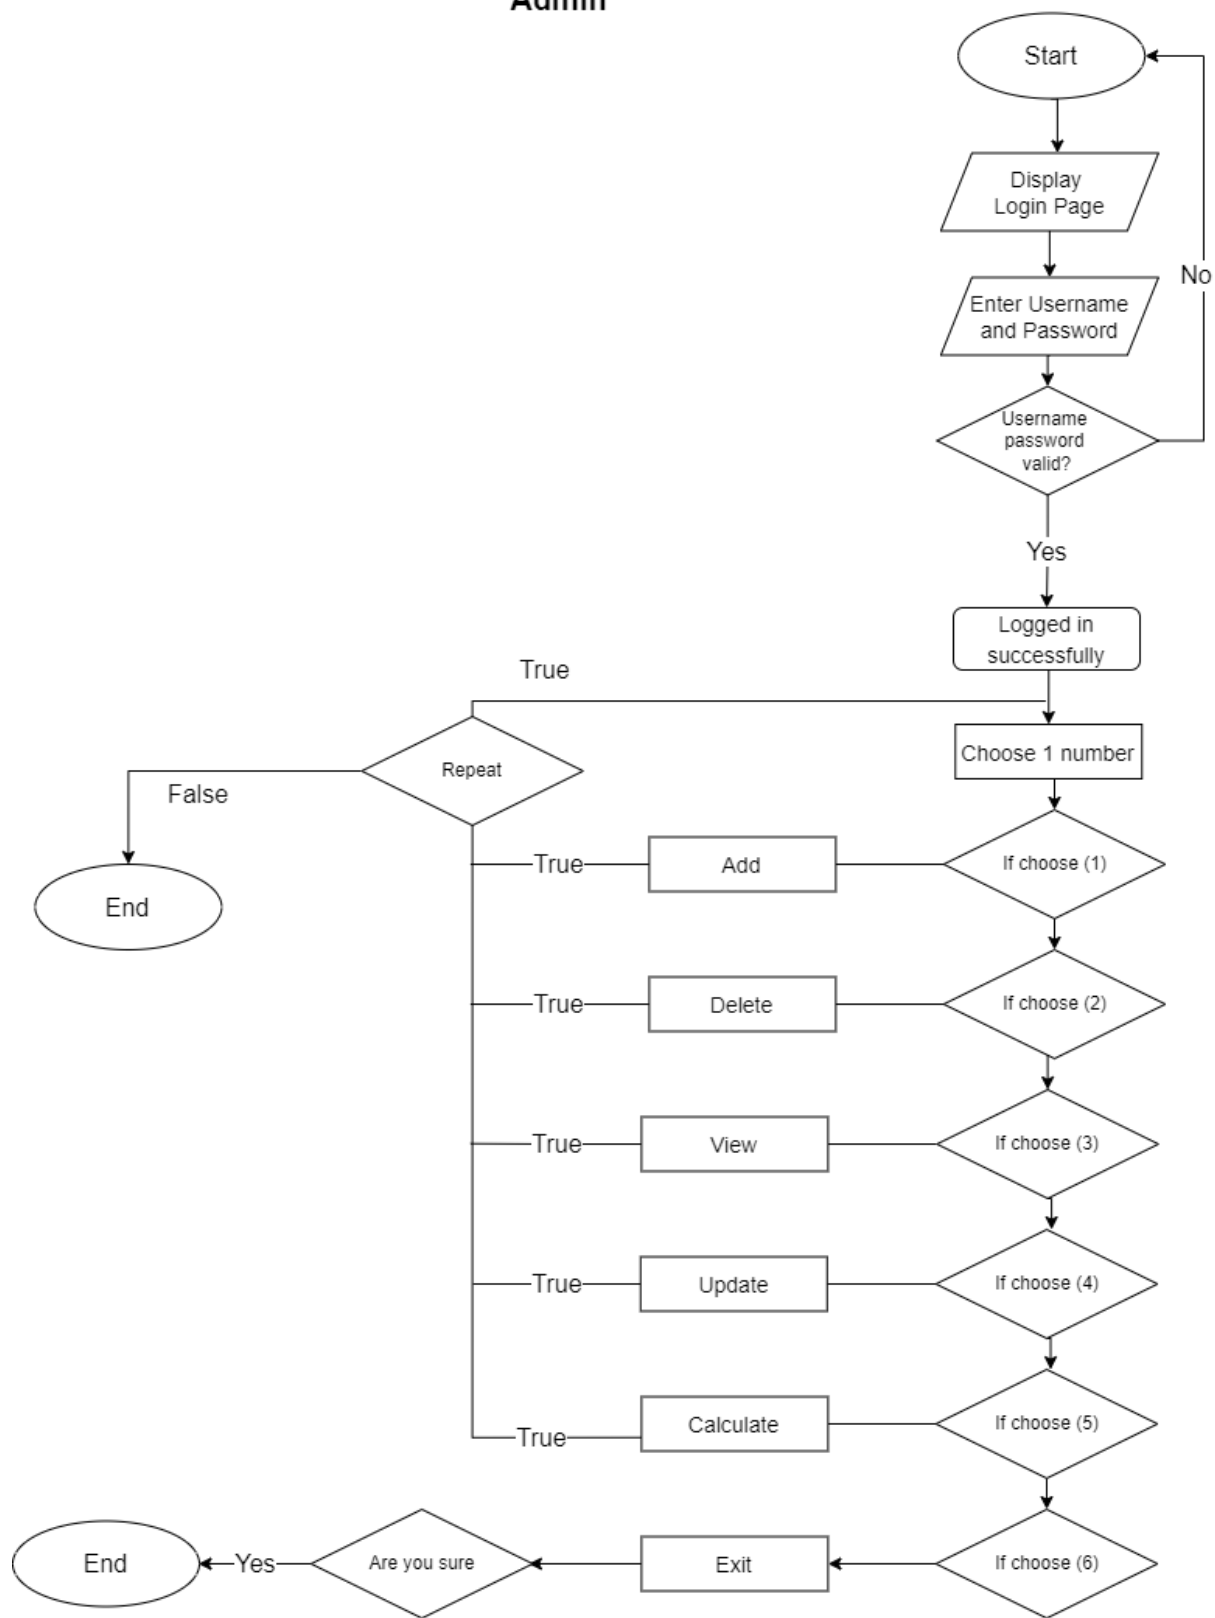 Admin
Start
Display
Login Page
No
Enter Username
and Password
Username
password
valid?
Yes
Logged in
successfully
True
Choose 1 number
Repeat
False
End
True
Add
If choose (1)
True
Delete
If choose (2)
True
View
If choose (3)
True
Update
If choose (4)
True
Calculate
If choose (5)
End
Yes
Are you sure
Exit
If choose (6)